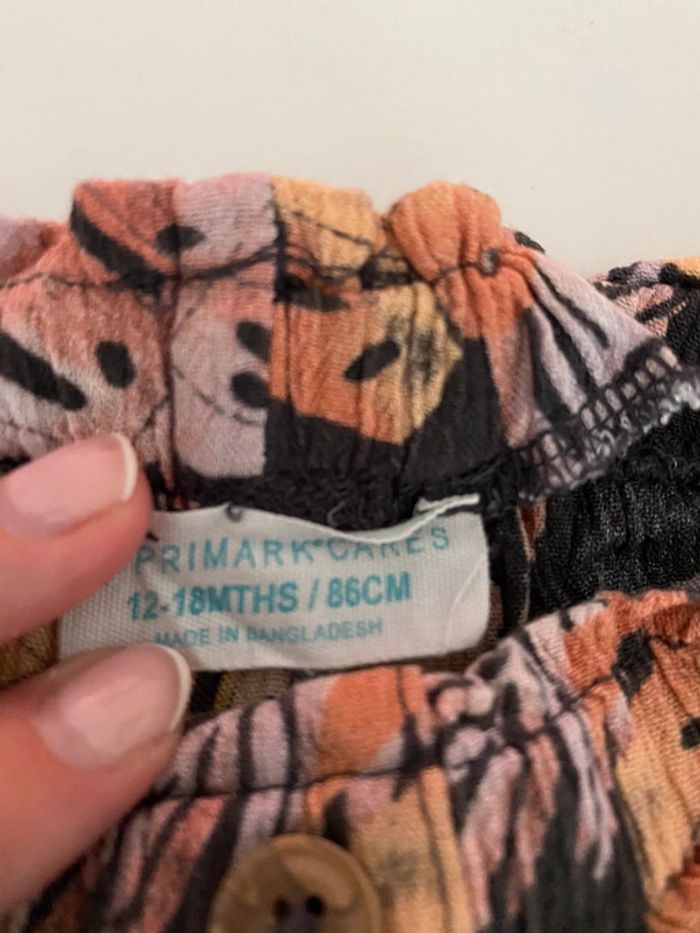 PRIMARK®CARES
12-18MTHS / 86CM
MADE IN BANGLADESH